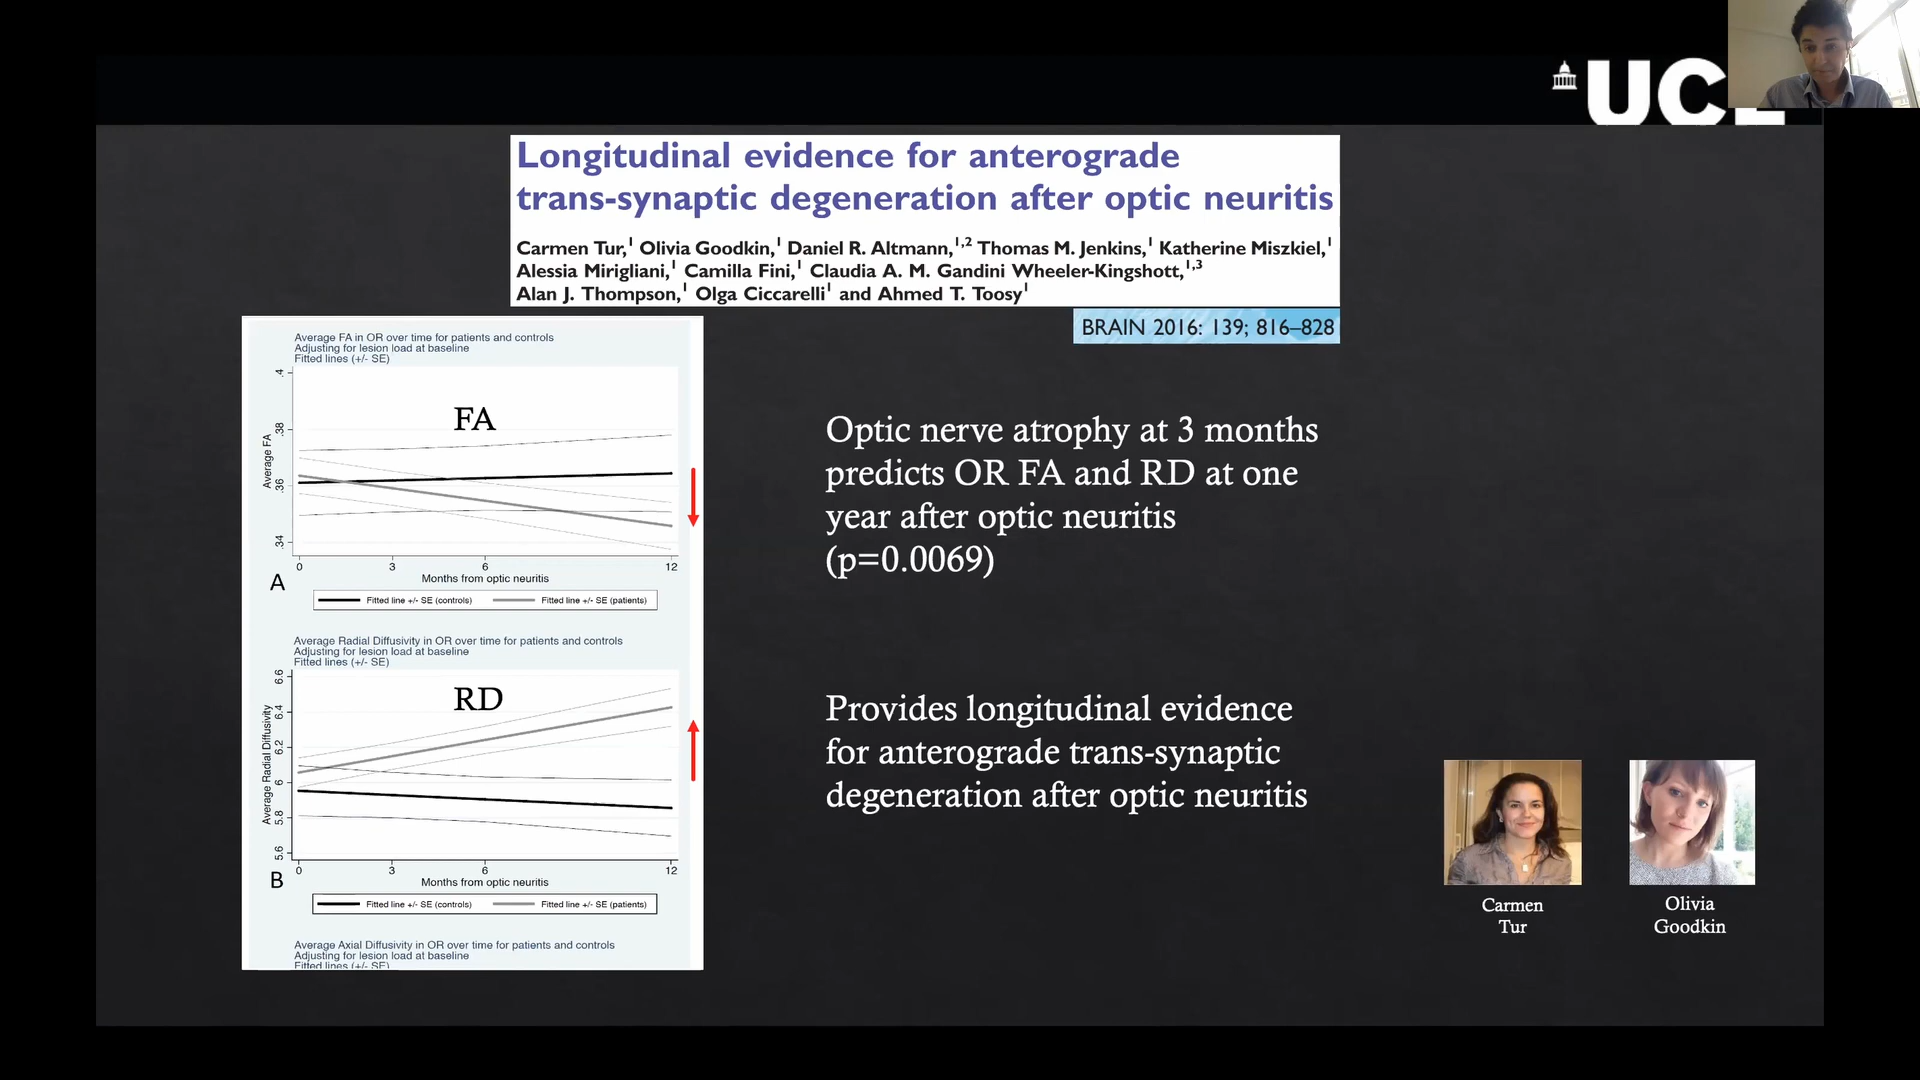 UCL
Longitudinal evidence for anterograde
trans-synaptic degeneration after optic neuritis
Carmen Tur,1 Olivia Goodkin,1 Daniel R. Altmann,1,2 Thomas M. Jenkins,1 Katherine Miszkiel,1
Alessia Mirigliani,1 Camilla Fini,1 Claudia A. M. Gandini Wheeler-Kingshott,1,3
Alan J. Thompson,1 Olga Ciccarelli1 and Ahmed T. Toosy1
BRAIN 2016: 139; 816–828
Average FA in OR over time for patients and controls
Adjusting for lesion load at baseline
Fitted lines (+/- SE)
FA
Average FA
.4
.38
.36
.34
0 3 6 12
Months from optic neuritis
A
Fitted line +/- SE (controls) Fitted line +/- SE (patients)
Average Radial Diffusivity in OR over time for patients and controls
Adjusting for lesion load at baseline
Fitted lines (+/- SE)
RD
Average Radial Diffusivity
6.6
6.4
6.2
6
5.8
5.6
0 3 6 12
Months from optic neuritis
B
Fitted line +/- SE (controls) Fitted line +/- SE (patients)
Average Axial Diffusivity in OR over time for patients and controls
Adjusting for lesion load at baseline
Fitted lines (+/- SE)
Optic nerve atrophy at 3 months
predicts OR FA and RD at one
year after optic neuritis
(p=0.0069)
Provides longitudinal evidence
for anterograde trans-synaptic
degeneration after optic neuritis
Carmen
Tur
Olivia
Goodkin